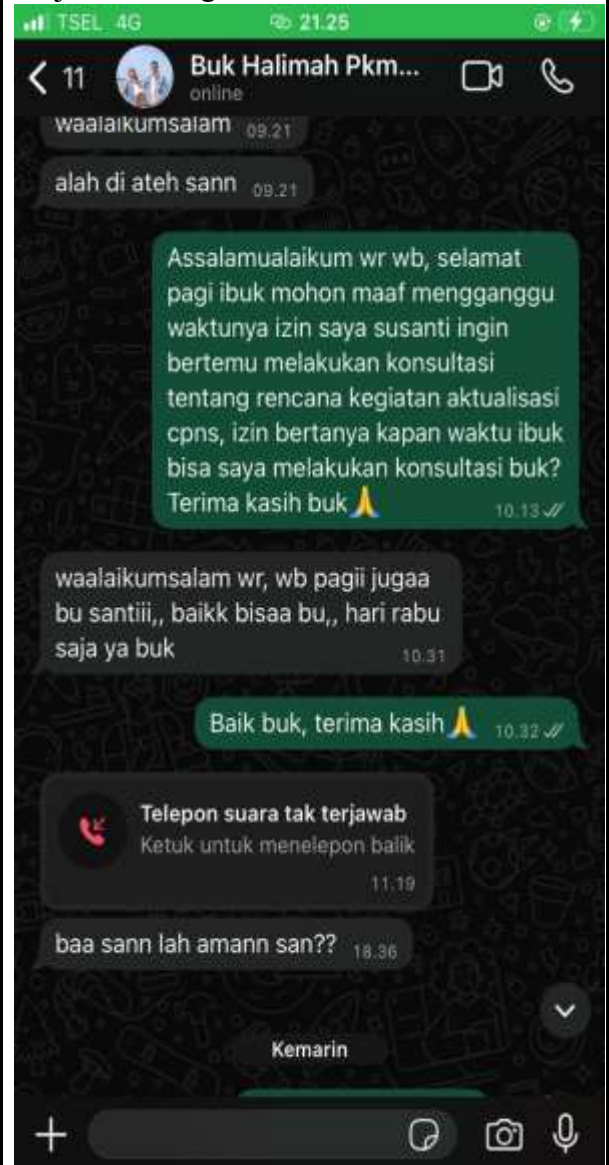 TSEL 4G 21.25
11 Buk Halimah Pkm...
online
waalaikumsalam 09.21
alah di ateh sann 09.21
Assalamualaikum wr wb, selamat
pagi ibuk mohon maaf mengganggu
waktunya izin saya susanti ingin
bertemu melakukan konsultasi
tentang rencana kegiatan aktualisasi
cpns, izin bertanya kapan waktu ibuk
bisa saya melakukan konsultasi buk?
Terima kasih buk🙏 10.13
waalaikumsalam wr, wb pagii jugaa
bu santiii,, baikk bisaa bu,, hari rabu
saja ya buk 10.31
Baik buk, terima kasih🙏 10.32
Telepon suara tak terjawab
Ketuk untuk menelepon balik
11.19
baa sann lah amann san?? 18.36
Kemarin